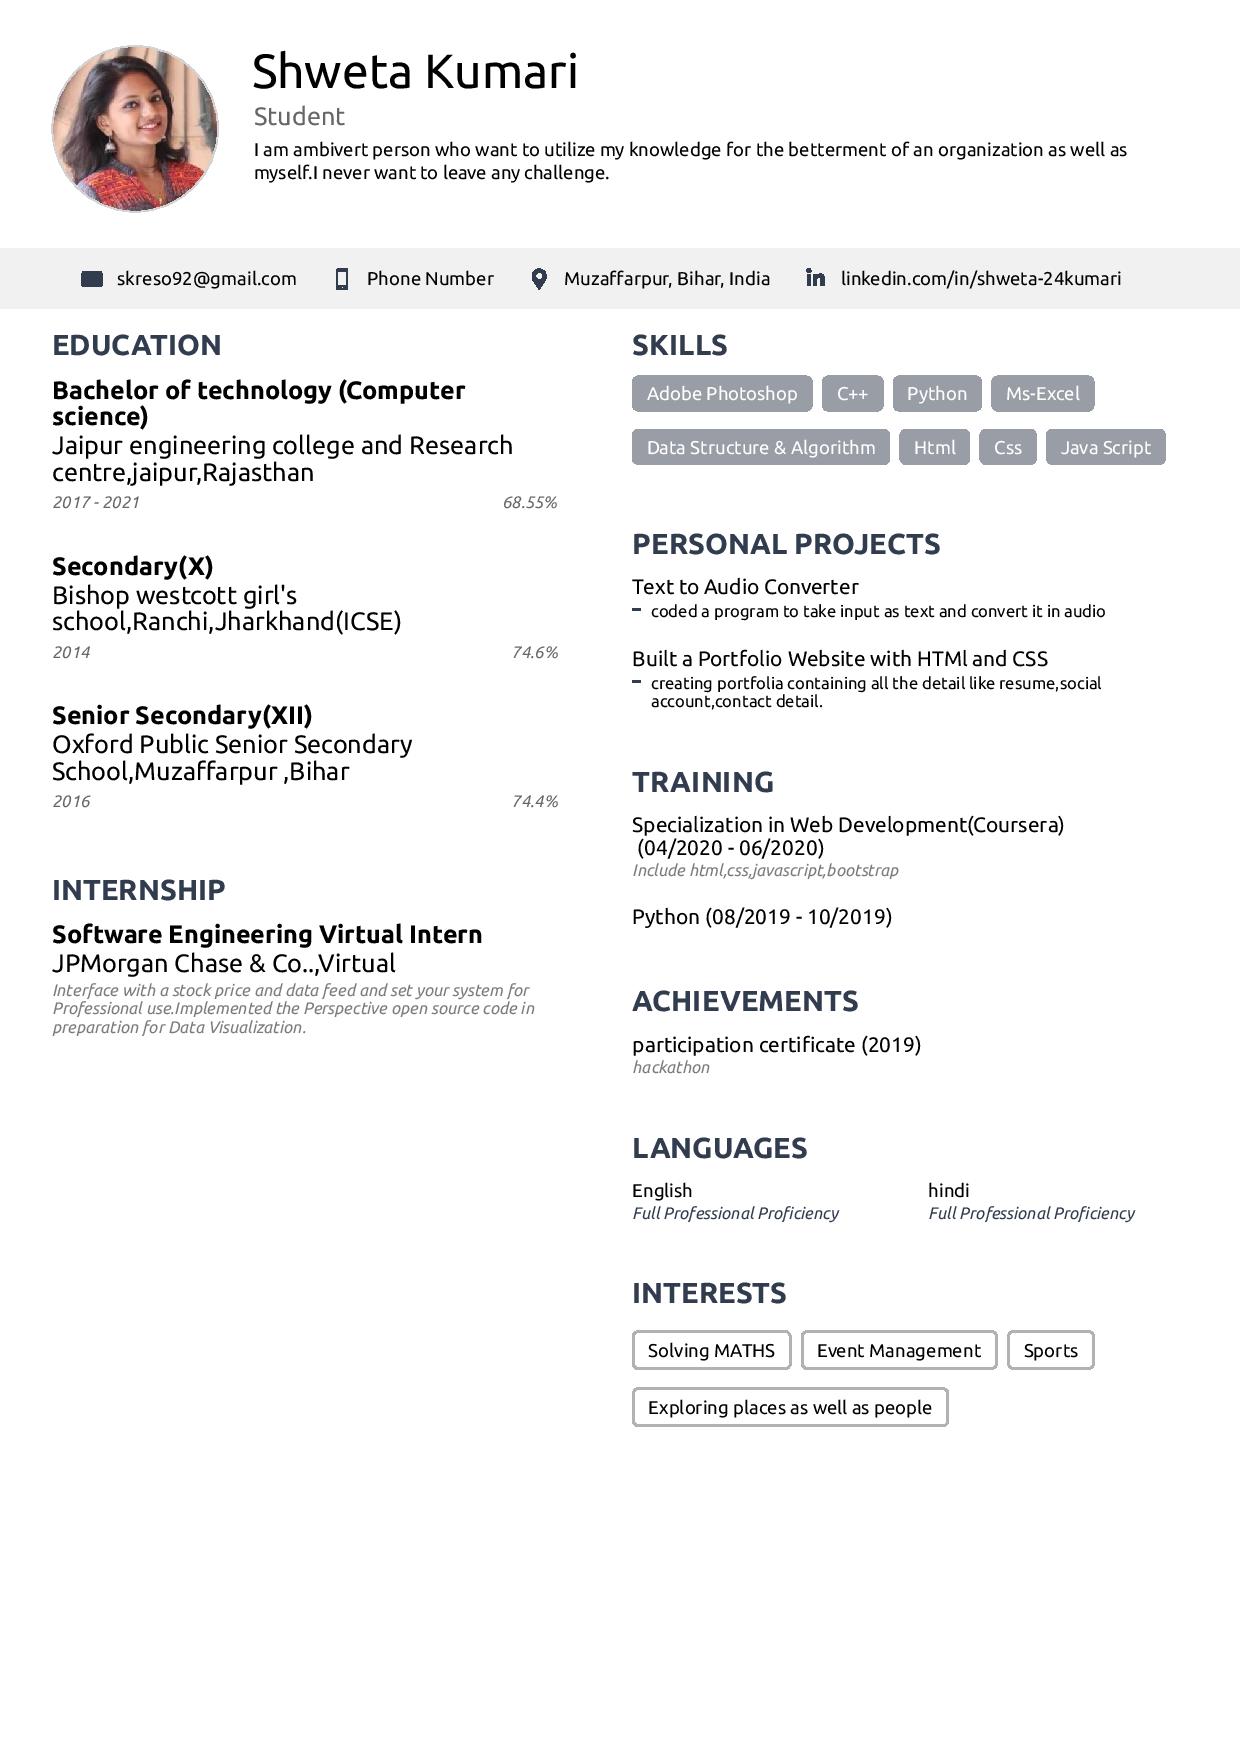 Shweta Kumari
Student
I am ambivert person who want to utilize my knowledge for the betterment of an organization as well as
myself.I never want to leave any challenge.
skreso92@gmail.com
Phone Number
Muzaffarpur, Bihar, India
linkedin.com/in/shweta-24kumari
EDUCATION
Bachelor of technology (Computer
science)
Jaipur engineering college and Research
centre,jaipur,Rajasthan
2017 - 2021 68.55%
Secondary(X)
Bishop westcott girl's
school,Ranchi,Jharkhand(ICSE)
2014 74.6%
Senior Secondary(XII)
Oxford Public Senior Secondary
School,Muzaffarpur ,Bihar
2016 74.4%
INTERNSHIP
Software Engineering Virtual Intern
JPMorgan Chase & Co..,Virtual
Interface with a stock price and data feed and set your system for
Professional use.Implemented the Perspective open source code in
preparation for Data Visualization.
SKILLS
Adobe Photoshop C++ Python Ms-Excel
Data Structure & Algorithm Html Css Java Script
PERSONAL PROJECTS
Text to Audio Converter
– coded a program to take input as text and convert it in audio
Built a Portfolio Website with HTMl and CSS
– creating portfolia containing all the detail like resume,social
account,contact detail.
TRAINING
Specialization in Web Development(Coursera)
(04/2020 - 06/2020)
Include html,css,javascript,bootstrap
Python (08/2019 - 10/2019)
ACHIEVEMENTS
participation certificate (2019)
hackathon
LANGUAGES
English hindi
Full Professional Proficiency Full Professional Proficiency
INTERESTS
Solving MATHS Event Management Sports
Exploring places as well as people